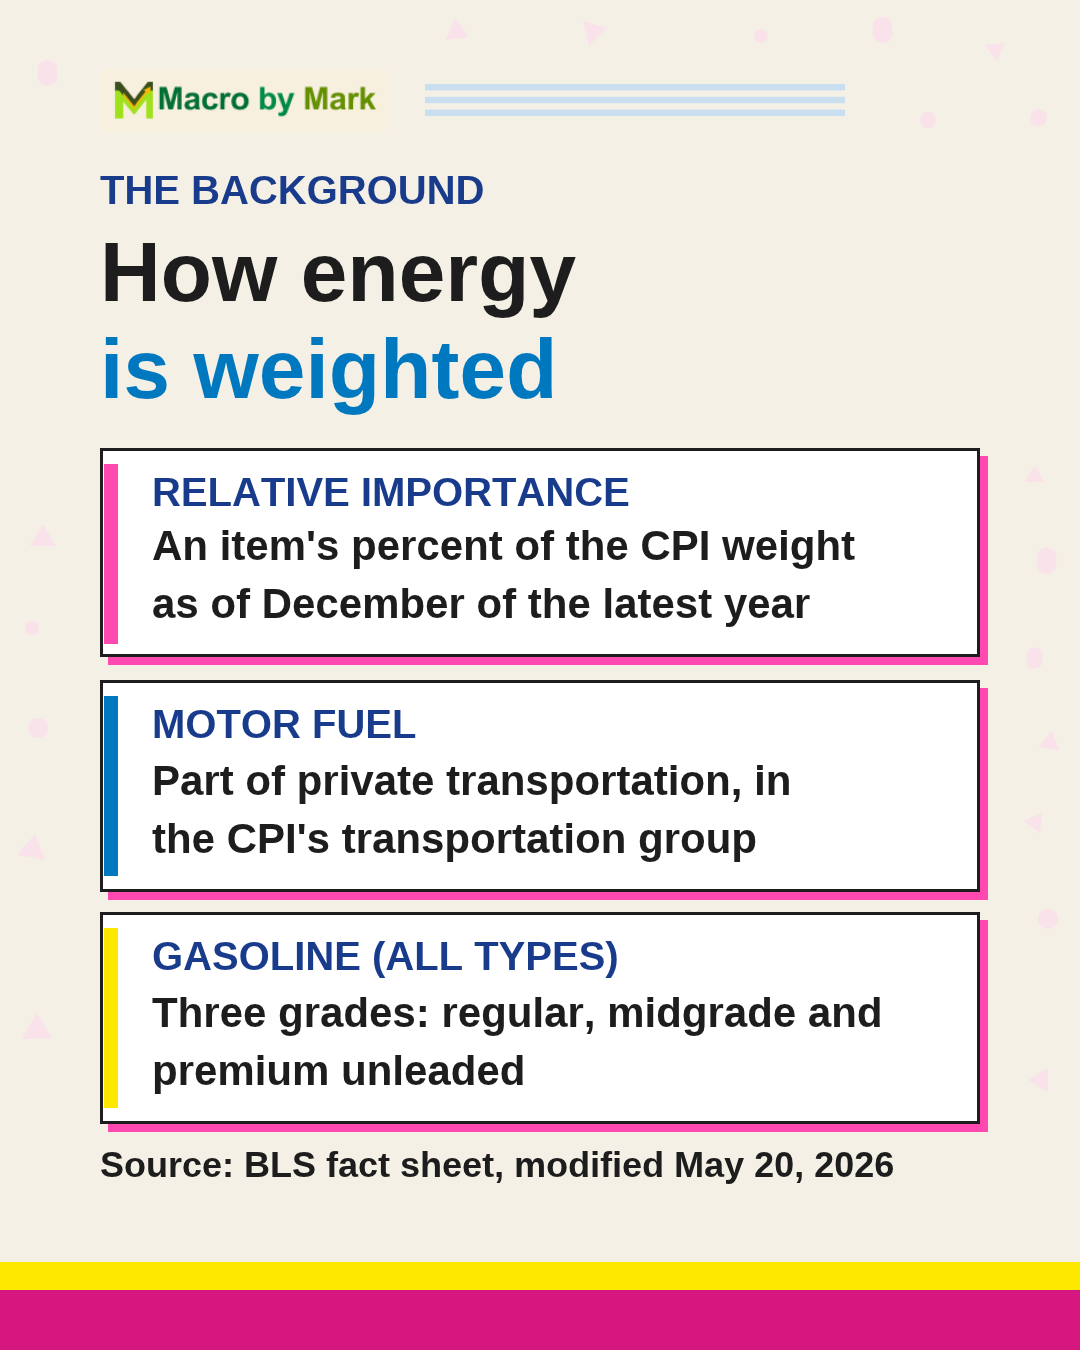 Macro by Mark
THE BACKGROUND
How energy
is weighted
RELATIVE IMPORTANCE
An item's percent of the CPI weight
as of December of the latest year
MOTOR FUEL
Part of private transportation, in
the CPI's transportation group
GASOLINE (ALL TYPES)
Three grades: regular, midgrade and
premium unleaded
Source: BLS fact sheet, modified May 20, 2026